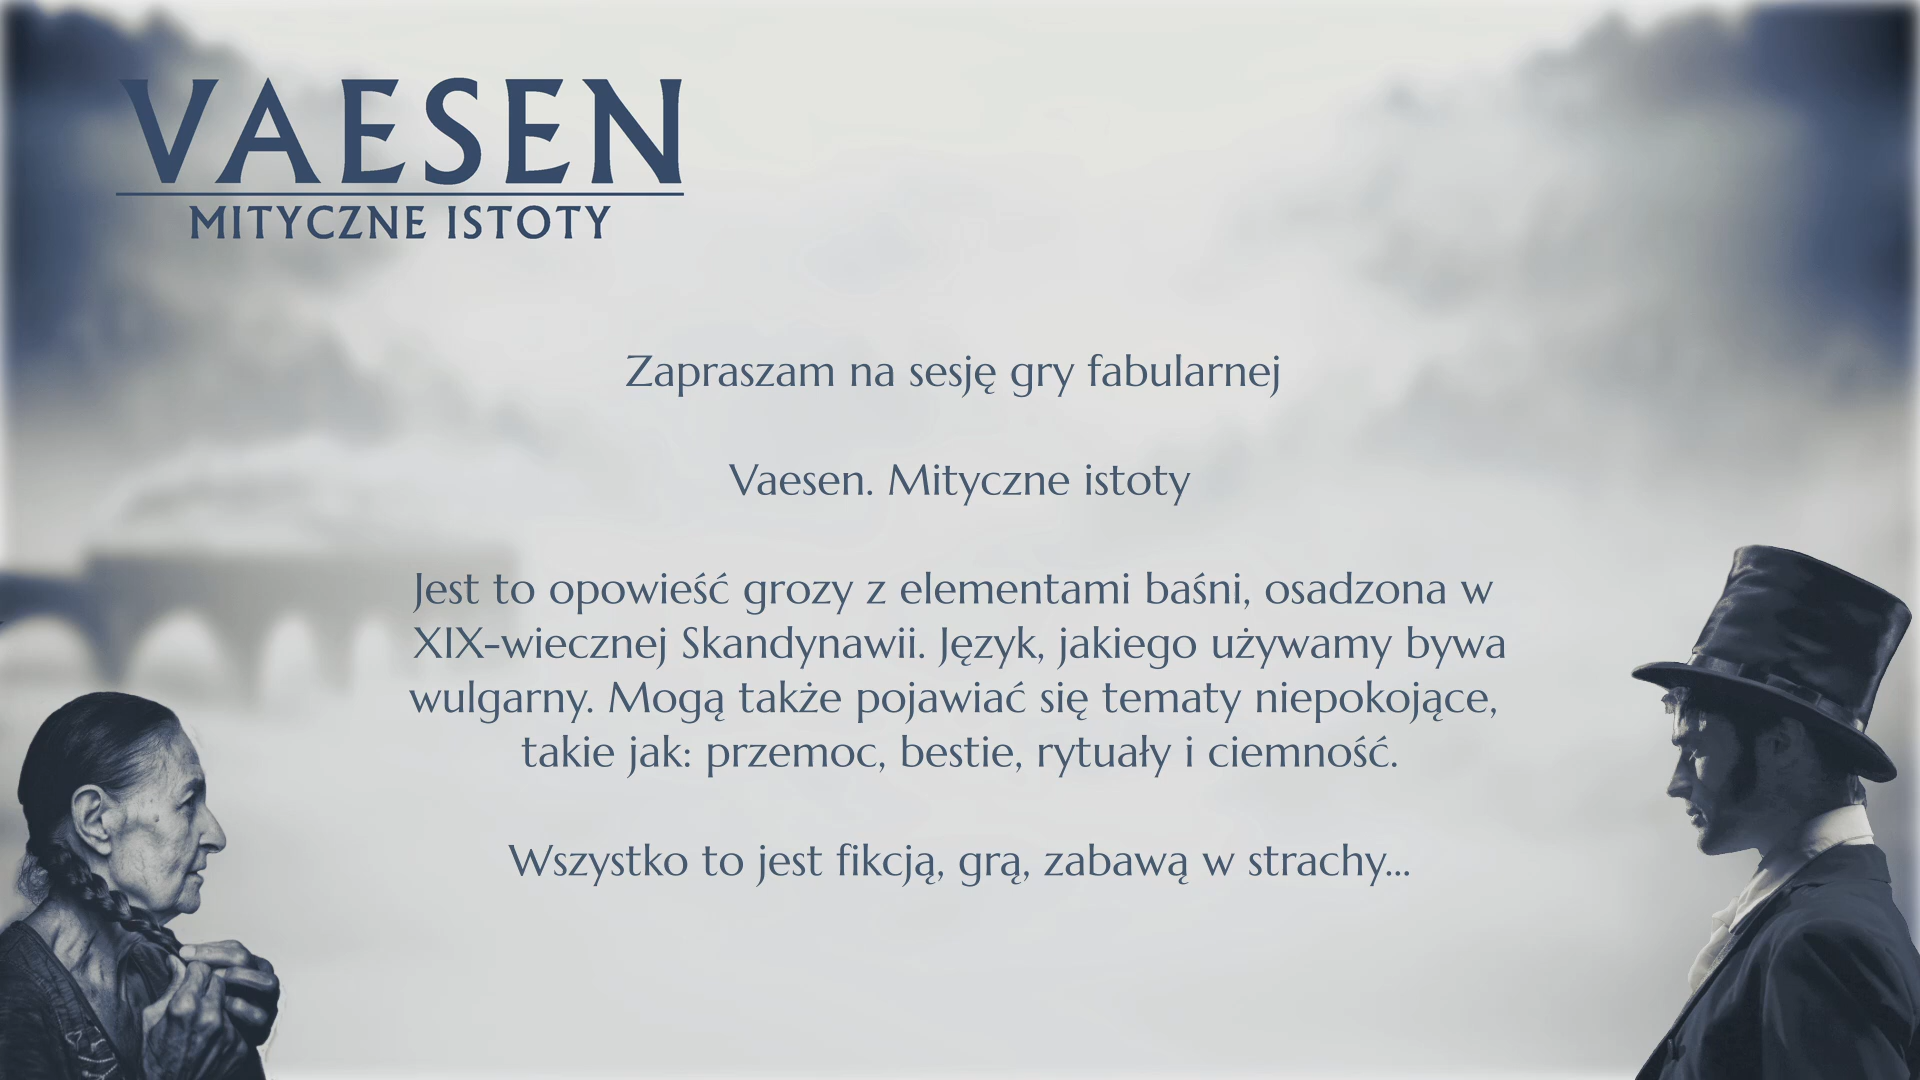 VAESEN
MITYCZNE ISTOTY
Zapraszam na sesję gry fabularnej
Vaesen. Mityczne istoty
Jest to opowieść grozy z elementami baśni, osadzona w
XIX-wiecznej Skandynawii. Język, jakiego używamy bywa
wulgarny. Mogą także pojawiać się tematy niepokojące,
takie jak: przemoc, bestie, rytuały i ciemność.
Wszystko to jest fikcją, grą, zabawą w strachy...